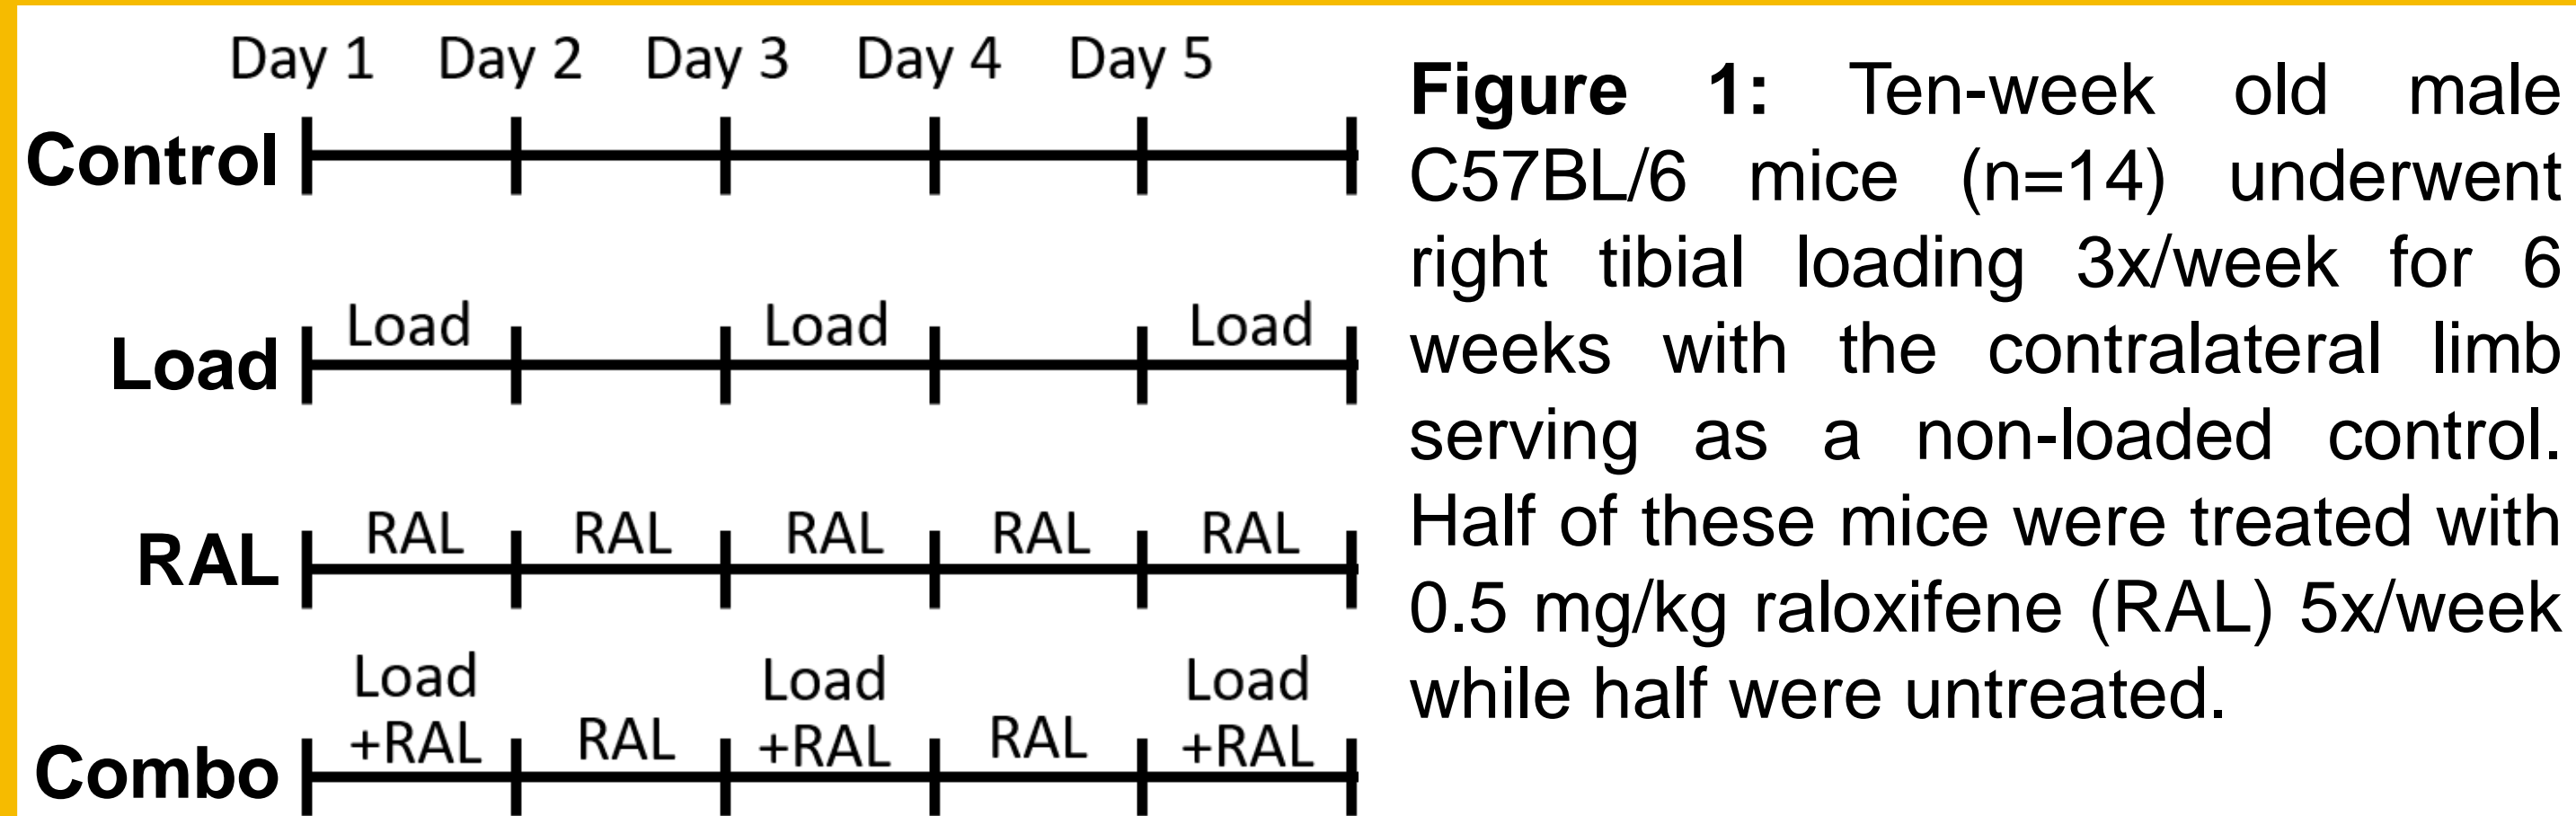 Day 1 Day 2 Day 3 Day 4 Day 5
Control
Load Load Load
Load
RAL RAL RAL RAL RAL
RAL
Load Load Load
+RAL RAL +RAL RAL +RAL
Combo
Figure 1: Ten-week old male
C57BL/6 mice (n=14) underwent
right tibial loading 3x/week for 6
weeks with the contralateral limb
serving as a non-loaded control.
Half of these mice were treated with
0.5 mg/kg raloxifene (RAL) 5x/week
while half were untreated.